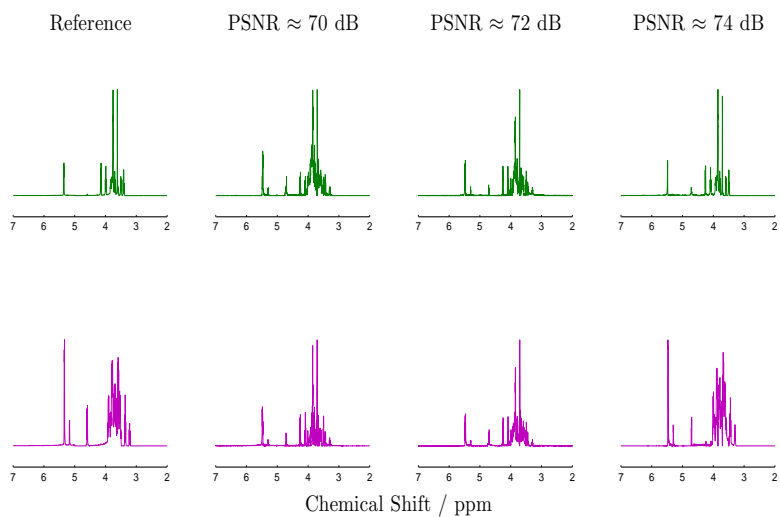 Reference PSNR ≈ 70 dB PSNR ≈ 72 dB PSNR ≈ 74 dB
7 6 5 4 3 2 7 6 5 4 3 2 7 6 5 4 3 2 7 6 5 4 3 2
7 6 5 4 3 2 7 6 5 4 3 2 7 6 5 4 3 2 7 6 5 4 3 2
Chemical Shift / ppm